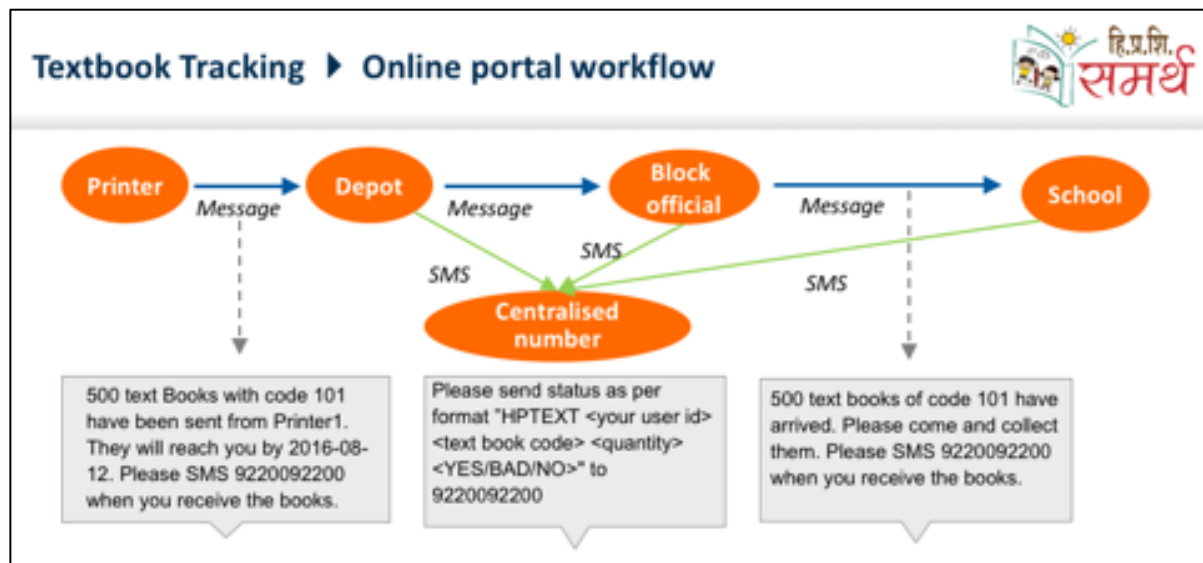 Textbook Tracking ▶ Online portal workflow
हि.प्र.शि.
समर्थ
Printer
Message
Depot
Message
Block
official
Message
School
SMS
SMS
SMS
Centralised
number
500 text Books with code 101
have been sent from Printer1.
They will reach you by 2016-08-
12. Please SMS 9220092200
when you receive the books.
Please send status as per
format "HPTEXT <your user id>
<text book code> <quantity>
<YES/BAD/NO>" to
9220092200
500 text books of code 101 have
arrived. Please come and collect
them. Please SMS 9220092200
when you receive the books.